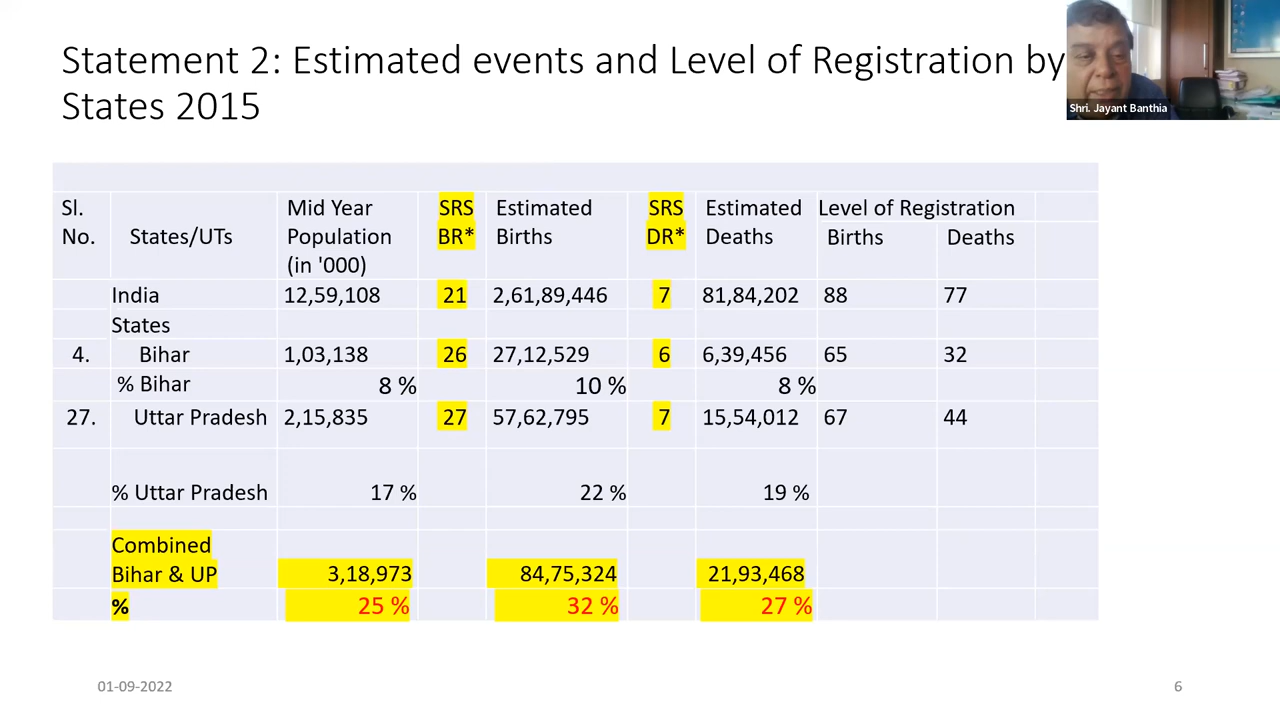 Statement 2: Estimated events and Level of Registration by
States 2015
Shri. Jayant Banthia
Sl. No.
States/UTs
Mid Year Population (in '000)
SRS BR*
Estimated Births
SRS DR*
Estimated Deaths
Level of Registration
Births Deaths
India 12,59,108 21 2,61,89,446 7 81,84,202 88 77
States
4. Bihar 1,03,138 26 27,12,529 6 6,39,456 65 32
% Bihar 8 % 10 % 8 %
27. Uttar Pradesh 2,15,835 27 57,62,795 7 15,54,012 67 44
% Uttar Pradesh 17 % 22 % 19 %
Combined
Bihar & UP 3,18,973 84,75,324 21,93,468
% 25 % 32 % 27 %
01-09-2022 6